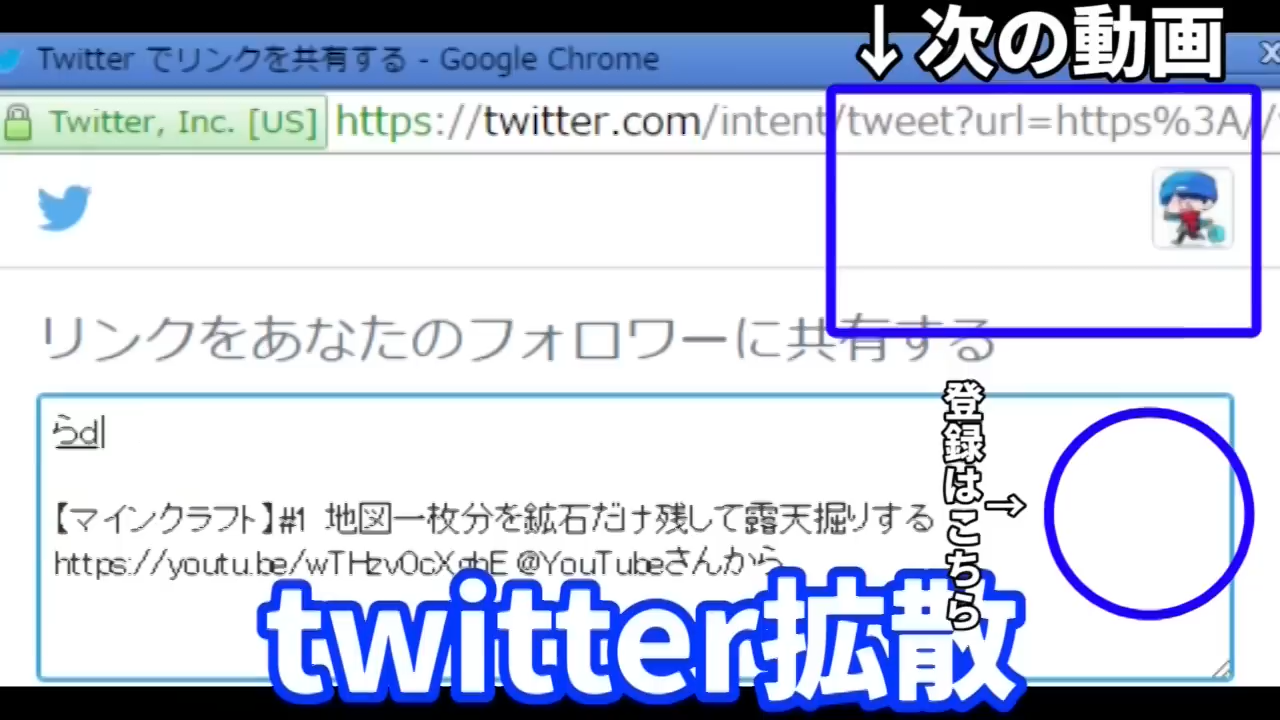 ↓次の動画
Twitter でリンクを共有する - Google Chrome
Twitter, Inc. [US] https://twitter.com/intent/tweet?url=https%3A/
リンクをあなたのフォロワーに共有する
らd
【マインクラフト】#1 地図一枚分を鉱石だけ残して露天掘りする
https://youtu.be/wTHzvOcXgbE @YouTubeさんから
登録はこちら→
twitter拡散